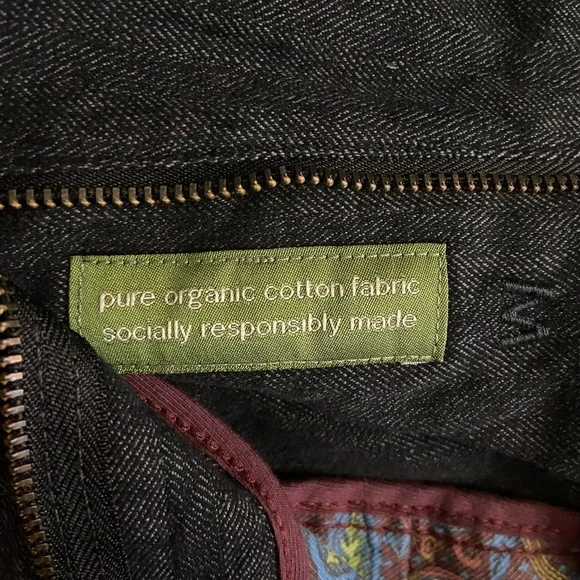 pure organic cotton fabric
socially responsibly made
M